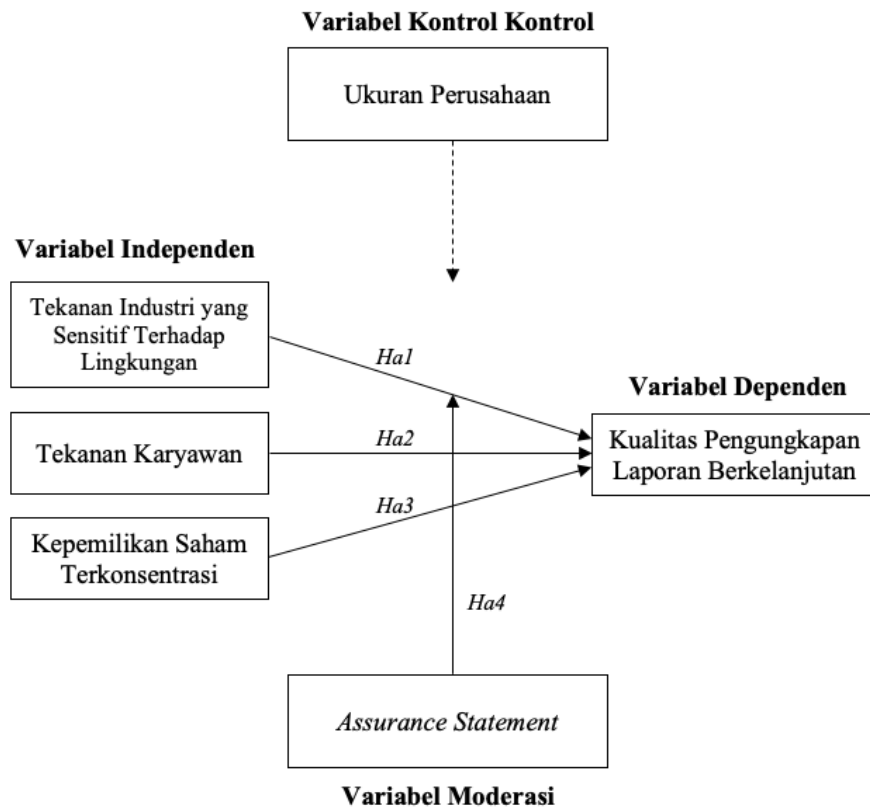 Variabel Kontrol Kontrol
Ukuran Perusahaan
Variabel Independen
Tekanan Industri yang
Sensitif Terhadap
Lingkungan
Ha1
Variabel Dependen
Tekanan Karyawan
Ha2
Kualitas Pengungkapan
Laporan Berkelanjutan
Ha3
Kepemilikan Saham
Terkonsentrasi
Ha4
Assurance Statement
Variabel Moderasi